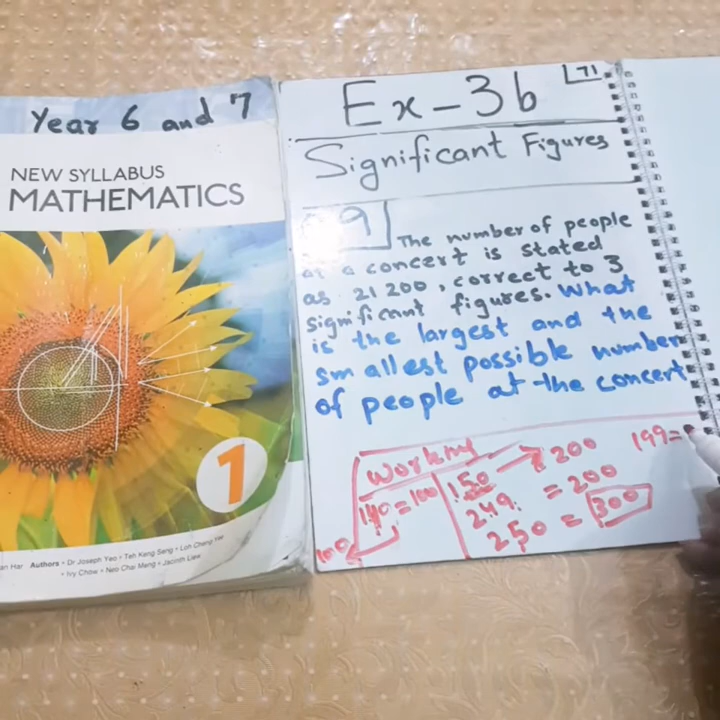 Year 6 and 7
NEW SYLLABUS
MATHEMATICS
1
Authors • Dr Joseph Yeo • Teh Keng Seng • Loh Cheng Yee
• Ivy Chow • Neo Chai Meng • Jacinth Liew
71
Ex-3b
Significant Figures
9
The number of people
at a concert is stated
as 21200, correct to 3
significant figures. What
is the largest and the
smallest possible number
of people at the concert
Working
140=100
100
150 → 200
249 = 200
250 = 300
199=